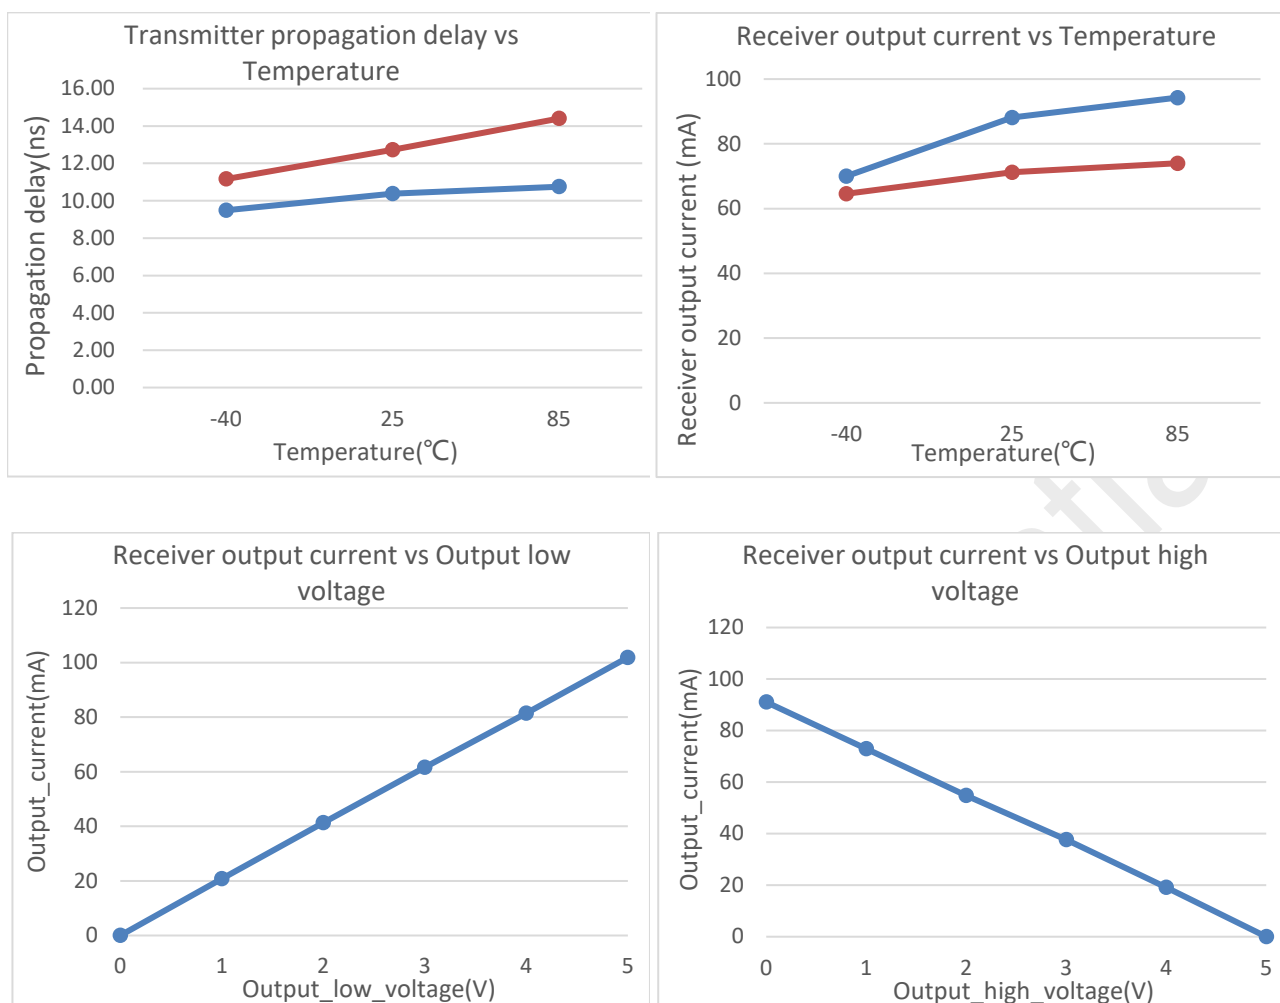 Transmitter propagation delay vs
Temperature
Propagation delay(ns)
16.00
14.00
12.00
10.00
8.00
6.00
4.00
2.00
0.00
-40 25 85
Temperature(℃)
Receiver output current vs Temperature
Receiver output current (mA)
100
80
60
40
20
0
-40 25 85
Temperature(℃)
Receiver output current vs Output low
voltage
Output_current(mA)
120
100
80
60
40
20
0
0 1 2 3 4 5
Output_low_voltage(V)
Receiver output current vs Output high
voltage
Output_current(mA)
120
100
80
60
40
20
0
0 1 2 3 4 5
Output_high_voltage(V)